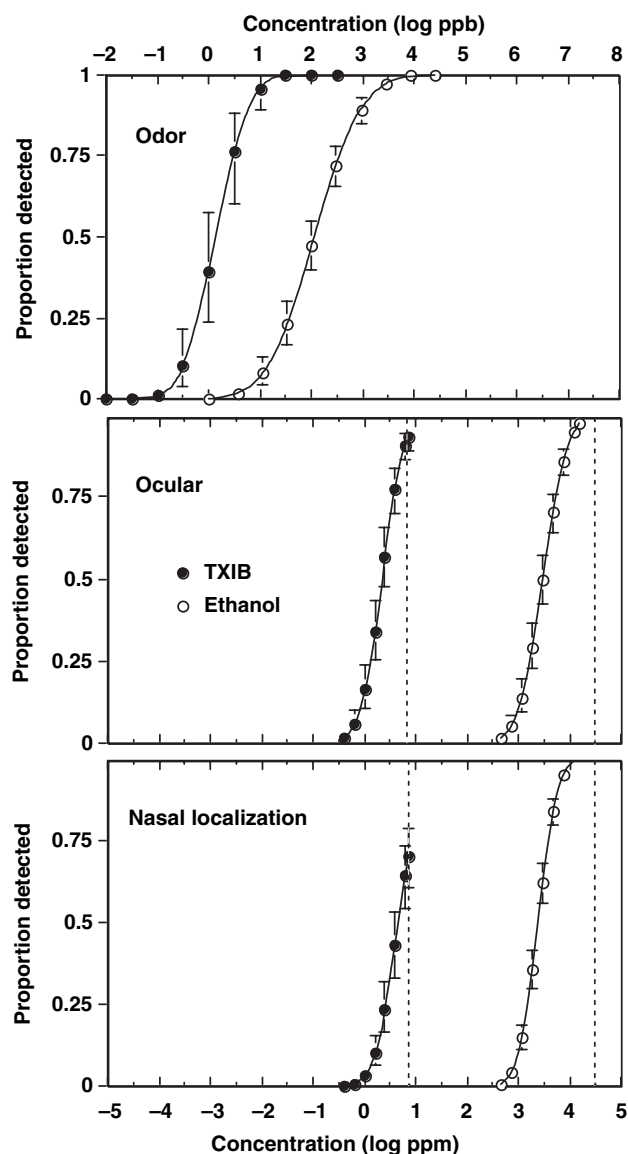 Concentration (log ppb)
–2 –1 0 1 2 3 4 5 6 7 8
Proportion detected
1
0.75
0.5
0.25
0
Odor
Proportion detected
0.75
0.5
0.25
0
Ocular
TXIB
Ethanol
Proportion detected
0.75
0.5
0.25
0
Nasal localization
–5 –4 –3 –2 –1 0 1 2 3 4 5
Concentration (log ppm)